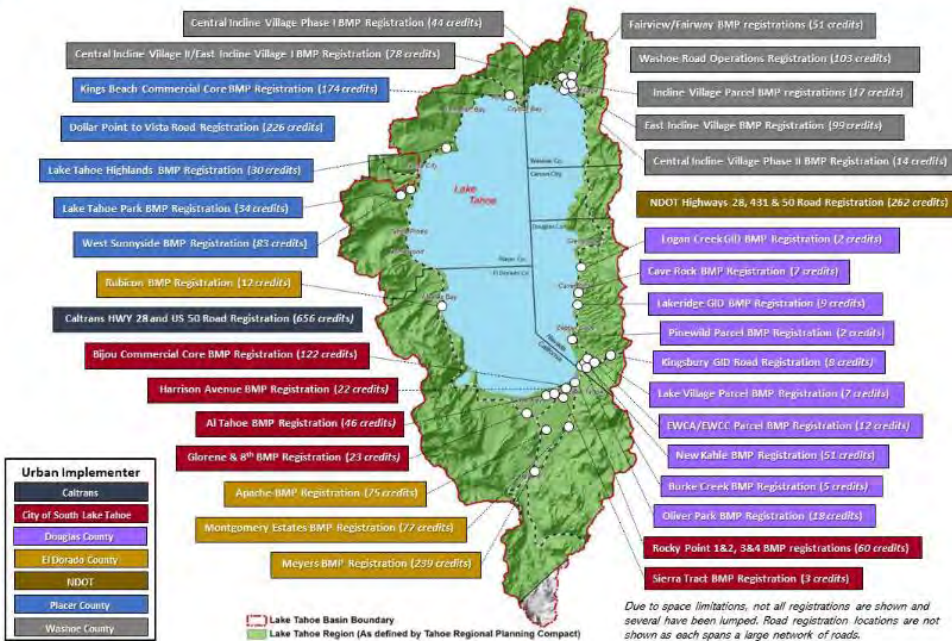 Central Incline Village Phase I BMP Registration (44 credits)
Central Incline Village II/East Incline Village I BMP Registration (78 credits)
Kings Beach Commercial Core BMP Registration (174 credits)
Dollar Point to Vista Road Registration (226 credits)
Lake Tahoe Highlands BMP Registration (30 credits)
Lake Tahoe Park BMP Registration (34 credits)
West Sunnyside BMP Registration (83 credits)
Rubicon BMP Registration (12 credits)
Caltrans HWY 28 and US 50 Road Registration (656 credits)
Bijou Commercial Core BMP Registration (122 credits)
Harrison Avenue BMP Registration (22 credits)
Al Tahoe BMP Registration (46 credits)
Glorene & 8th BMP Registration (23 credits)
Apache BMP Registration (75 credits)
Montgomery Estates BMP Registration (77 credits)
Meyers BMP Registration (239 credits)
Fairview/Fairway BMP registrations (51 credits)
Washoe Road Operations Registration (103 credits)
Incline Village Parcel BMP registrations (17 credits)
East Incline Village BMP Registration (99 credits)
Central Incline Village Phase II BMP Registration (14 credits)
NDOT Highways 28, 431 & 50 Road Registration (262 credits)
Logan Creek GID BMP Registration (2 credits)
Cave Rock BMP Registration (7 credits)
Lakeridge GID BMP Registration (9 credits)
Pinewild Parcel BMP Registration (2 credits)
Kingsbury GID Road Registration (8 credits)
Lake Village Parcel BMP Registration (7 credits)
EWCA/EWCC Parcel BMP Registration (12 credits)
New Kahle BMP Registration (51 credits)
Burke Creek BMP Registration (5 credits)
Oliver Park BMP Registration (18 credits)
Rocky Point 1&2, 3&4 BMP registrations (60 credits)
Sierra Tract BMP Registration (3 credits)
Lake
Tahoe
Washoe Co.
Carson City
Douglas Co.
Placer Co.
El Dorado Co.
Nevada
California
Urban Implementer
Caltrans
City of South Lake Tahoe
Douglas County
El Dorado County
NDOT
Placer County
Washoe County
Lake Tahoe Basin Boundary
Lake Tahoe Region (As defined by Tahoe Regional Planning Compact)
Due to space limitations, not all registrations are shown and
several have been lumped. Road registration locations are not
shown as each spans a large network of roads.